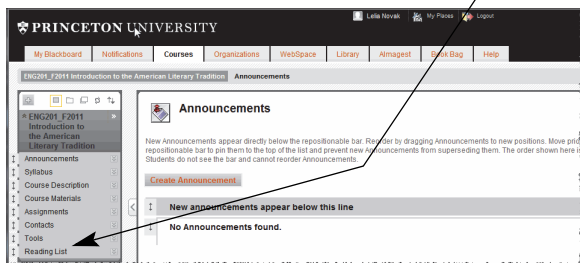 PRINCETON UNIVERSITY
Lelia Novak My Places Logout
My Blackboard Notifications Courses Organizations WebSpace Library Almagest Book Bag Help
ENG201_F2011 Introduction to the American Literary Tradition Announcements
ENG201_F2011
Introduction to
the American
Literary Tradition
Announcements
Syllabus
Course Description
Course Materials
Assignments
Contacts
Tools
Reading List
Announcements
New Announcements appear directly below the repositionable bar. Reorder by dragging Announcements to new positions. Move prio
repositionable bar to pin them to the top of the list and prevent new Announcements from superseding them. The order shown here is
Students do not see the bar and cannot reorder Announcements.
Create Announcement
New announcements appear below this line
No Announcements found.